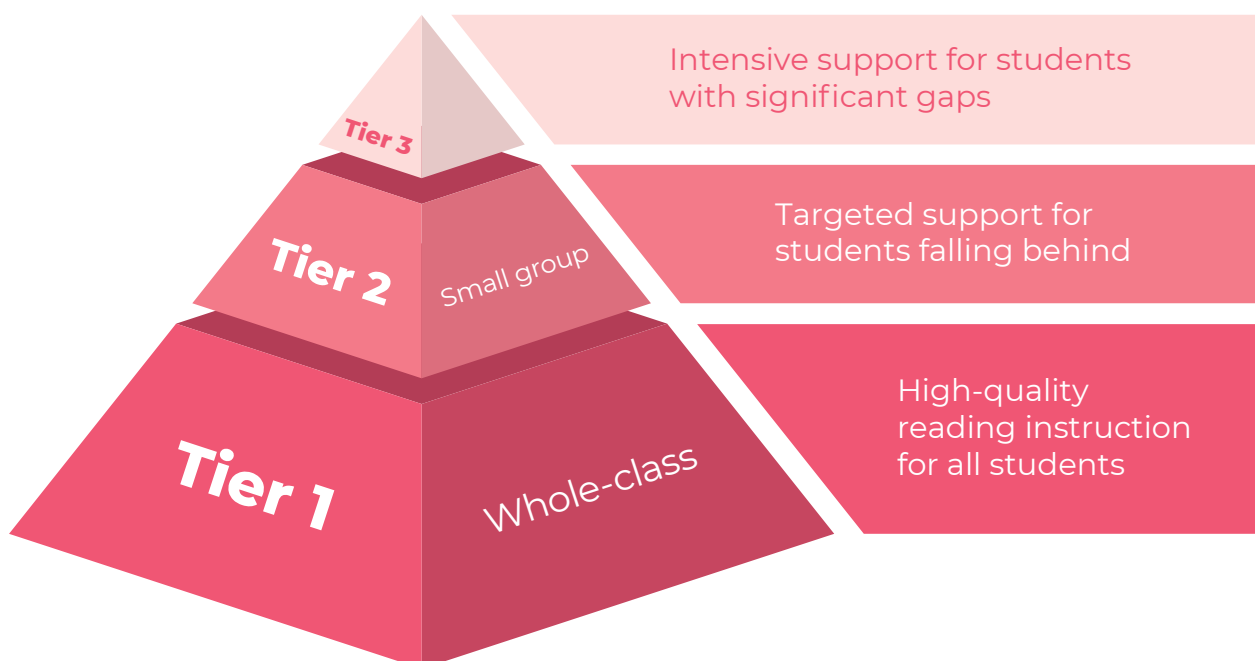 Intensive support for students
with significant gaps
Tier 3
Targeted support for
students falling behind
Tier 2
Small group
High-quality
reading instruction
for all students
Tier 1
Whole-class